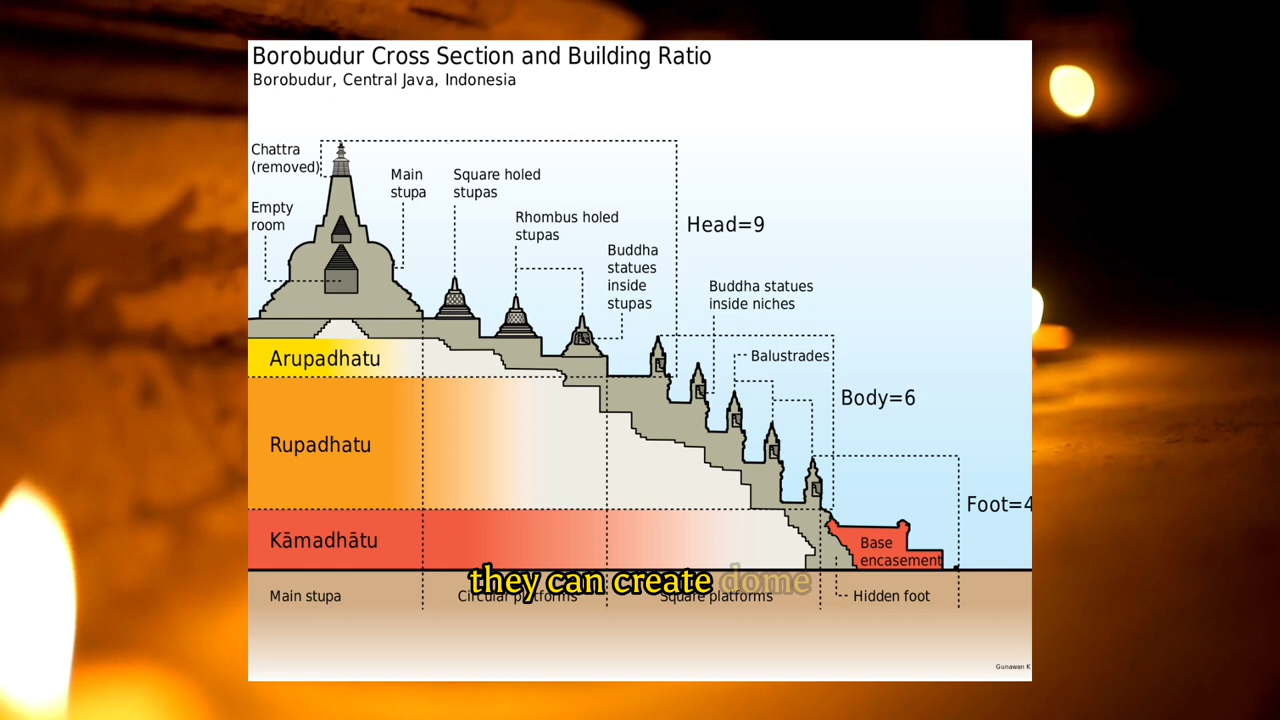 Borobudur Cross Section and Building Ratio
Borobudur, Central Java, Indonesia
Chattra
(removed)
Main
stupa
Square holed
stupas
Empty
room
Rhombus holed
stupas
Head=9
Buddha
statues
inside
stupas
Buddha statues
inside niches
Arupadhatu
Balustrades
Body=6
Rupadhatu
Foot=4
Kāmadhātu
Base
encasement
they can create dome
Main stupa
Circular platforms
Square platforms
Hidden foot
Gunawan K